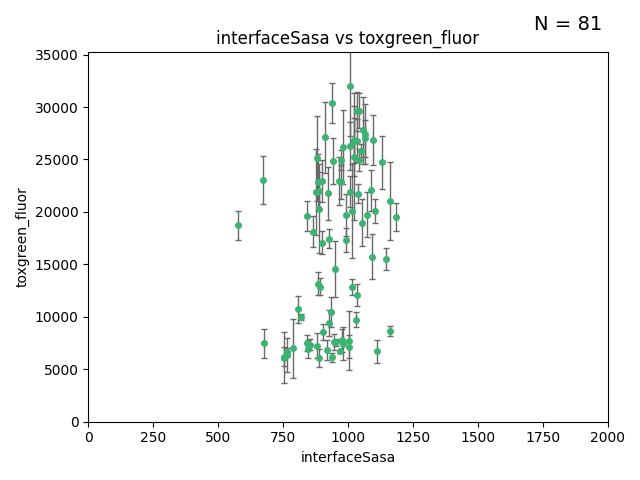 N = 81
interfaceSasa vs toxgreen_fluor
toxgreen_fluor
35000
30000
25000
20000
15000
10000
5000
0
0 250 500 750 1000 1250 1500 1750 2000
interfaceSasa